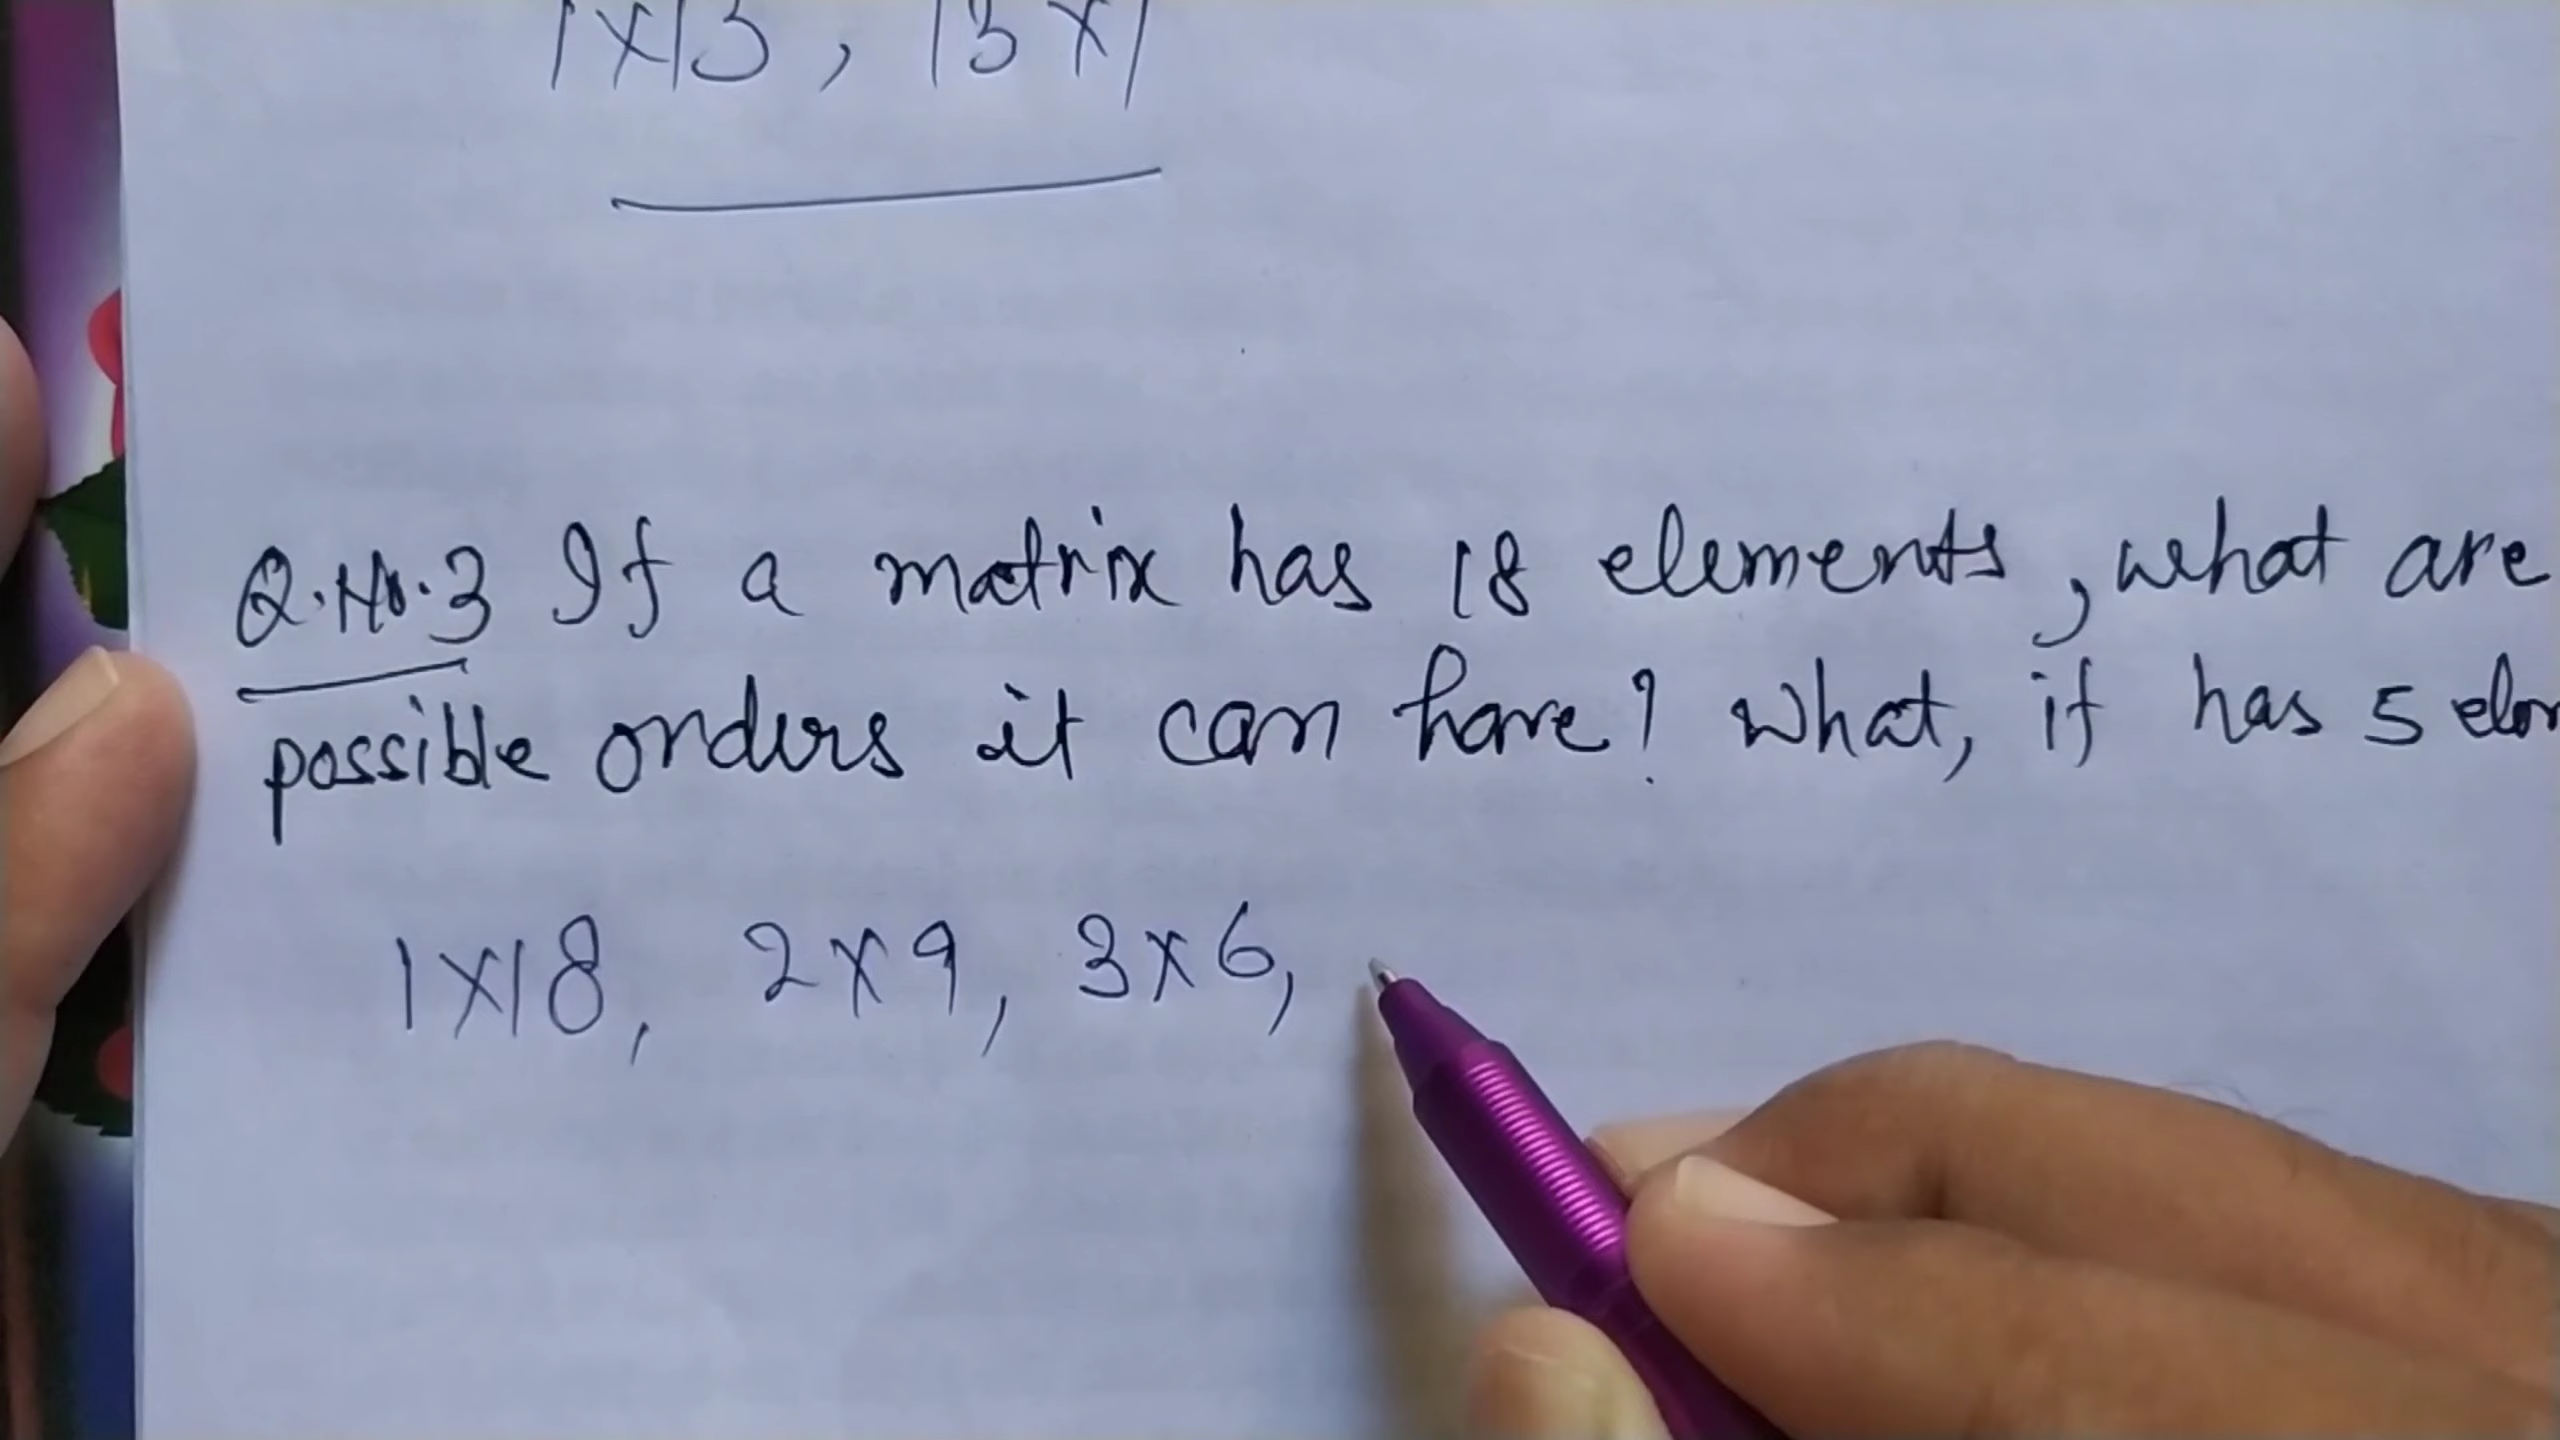 1×13, 13×1
Q.No.3 If a matrix has 18 elements, what are
possible orders it can have? What, if has 5
1×18, 2×9, 3×6,